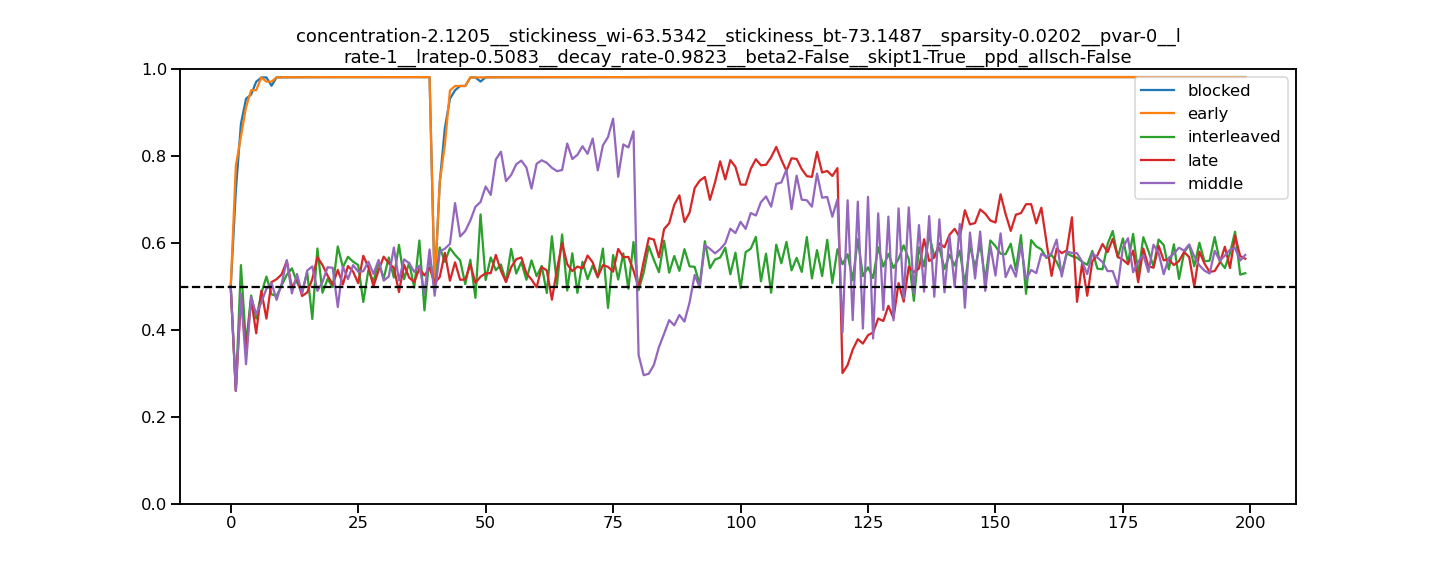 concentration-2.1205__stickiness_wi-63.5342__stickiness_bt-73.1487__sparsity-0.0202__pvar-0__l
rate-1__lratep-0.5083__decay_rate-0.9823__beta2-False__skipt1-True__ppd_allsch-False
1.0
0.8
0.6
0.4
0.2
0.0
blocked
early
interleaved
late
middle
0 25 50 75 100 125 150 175 200